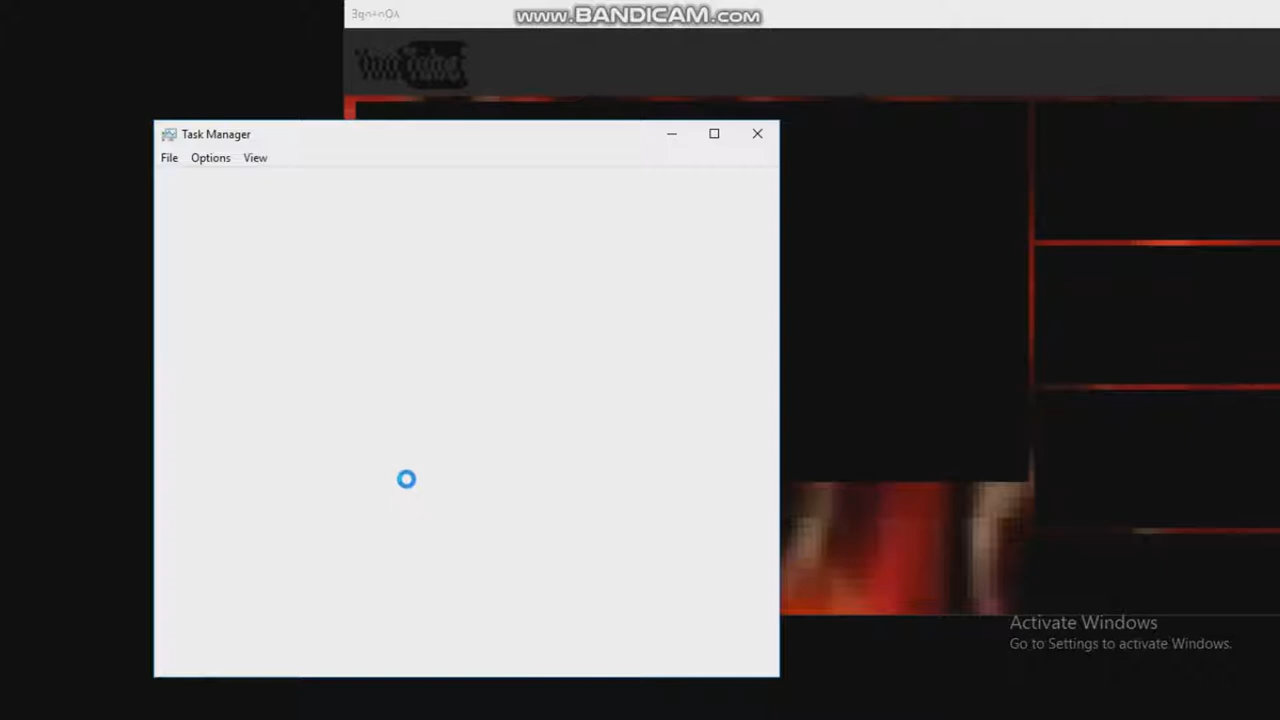 www.BANDICAM.com
Task Manager
File Options View
Activate Windows
Go to Settings to activate Windows.